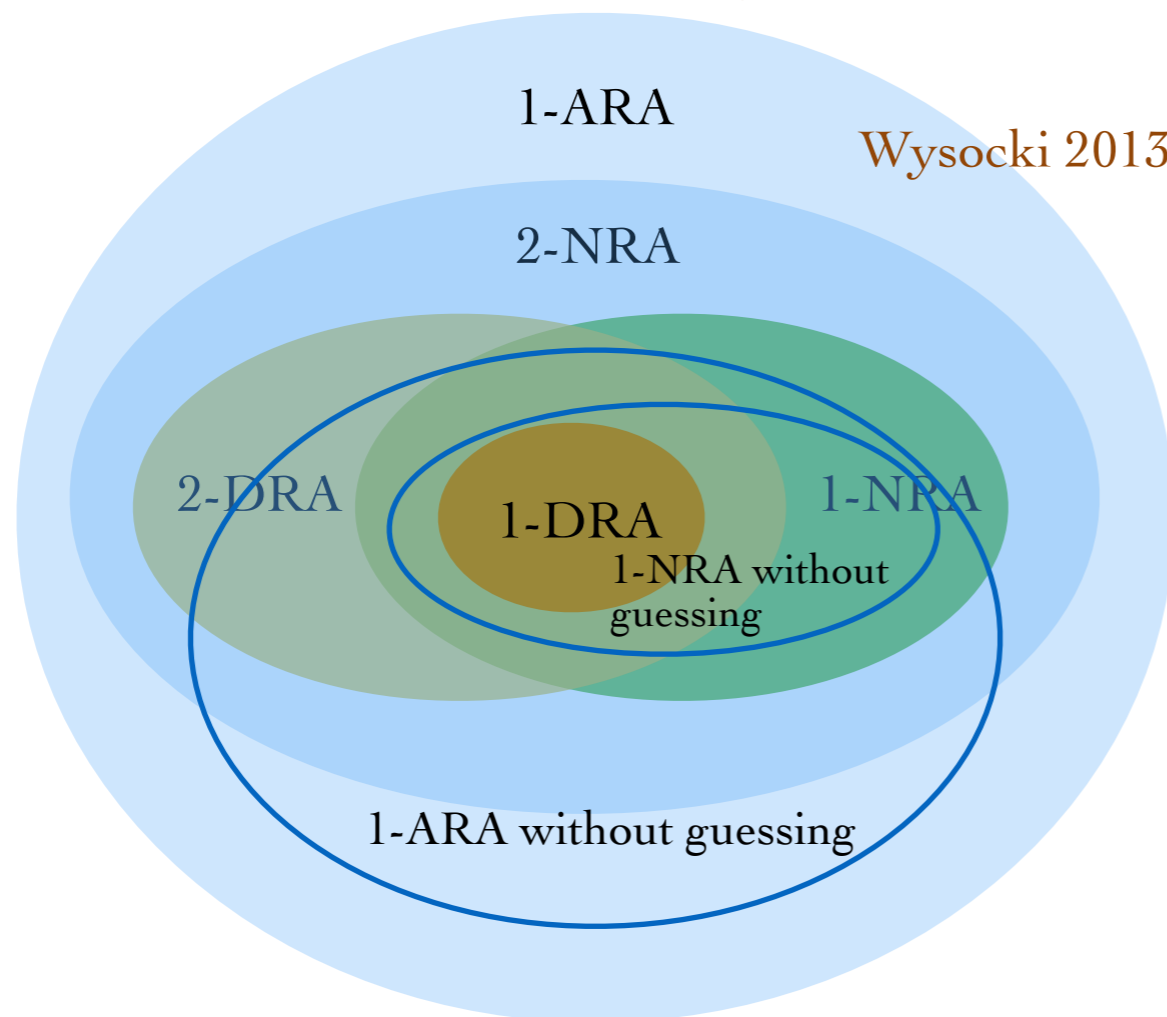 1-ARA
Wysocki 2013
2-NRA
2-DRA
1-NRA
1-DRA
1-NRA without
guessing
1-ARA without guessing